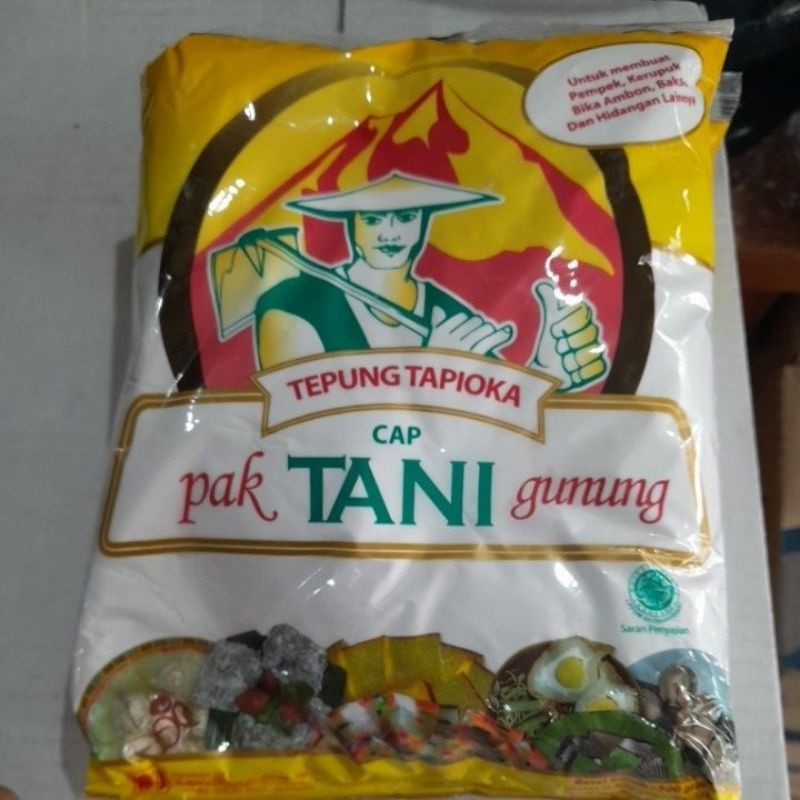 Untuk membuat
Pempek, Kerupuk
Bika Ambon, Bakso
Dan Hidangan Lainnya
TEPUNG TAPIOKA
CAP
pak TANI gunung
Saran Penyajian